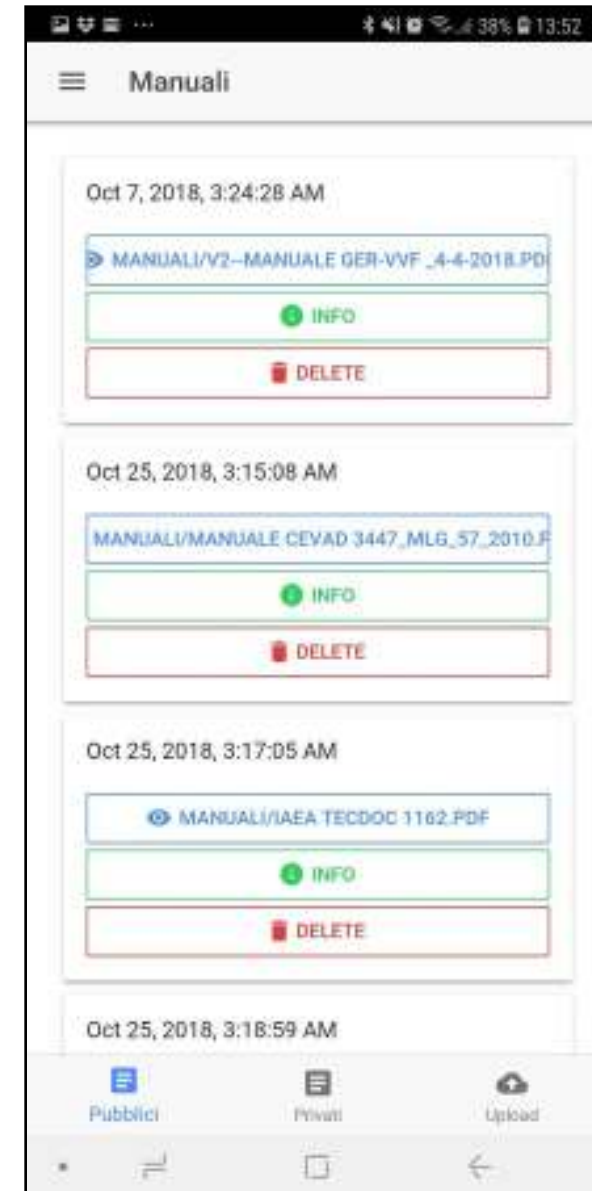 38% 13:52
Manuali
Oct 7, 2018, 3:24:28 AM
MANUALI/V2--MANUALE GER-VVF _4-4-2018.PD
INFO
DELETE
Oct 25, 2018, 3:15:08 AM
MANUALI/MANUALE CEVAD 3447_MLG_57_2010.P
INFO
DELETE
Oct 25, 2018, 3:17:05 AM
MANUALI/IAEA TECDOC 1162.PDF
INFO
DELETE
Oct 25, 2018, 3:18:59 AM
Pubblici Privati Upload